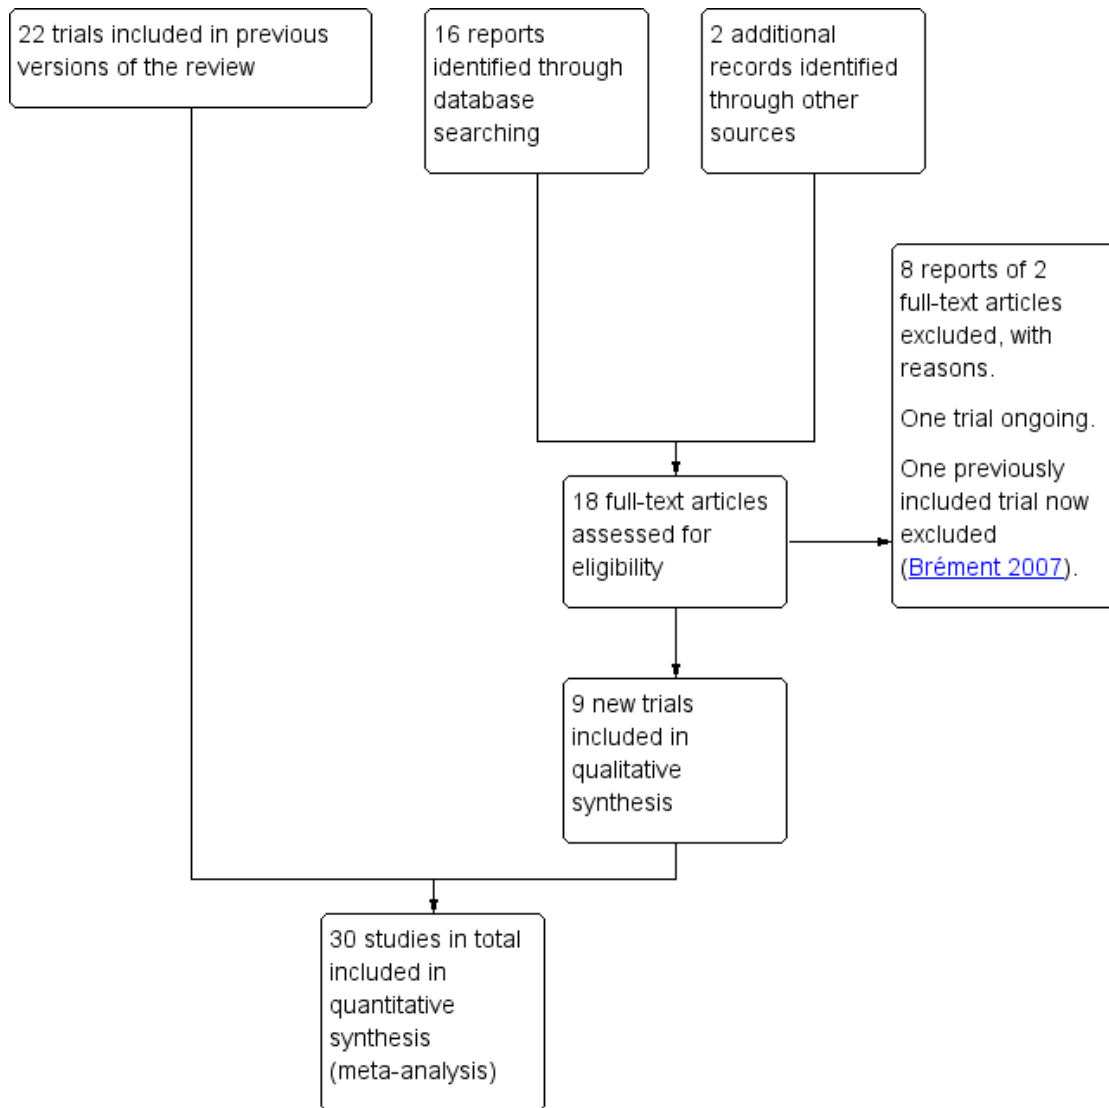 22 trials included in previous
versions of the review
16 reports
identified through
database
searching
2 additional
records identified
through other
sources
8 reports of 2
full-text articles
excluded, with
reasons.
One trial ongoing.
One previously
included trial now
excluded
(Brément 2007).
18 full-text articles
assessed for
eligibility
9 new trials
included in
qualitative
synthesis
30 studies in total
included in
quantitative
synthesis
(meta-analysis)